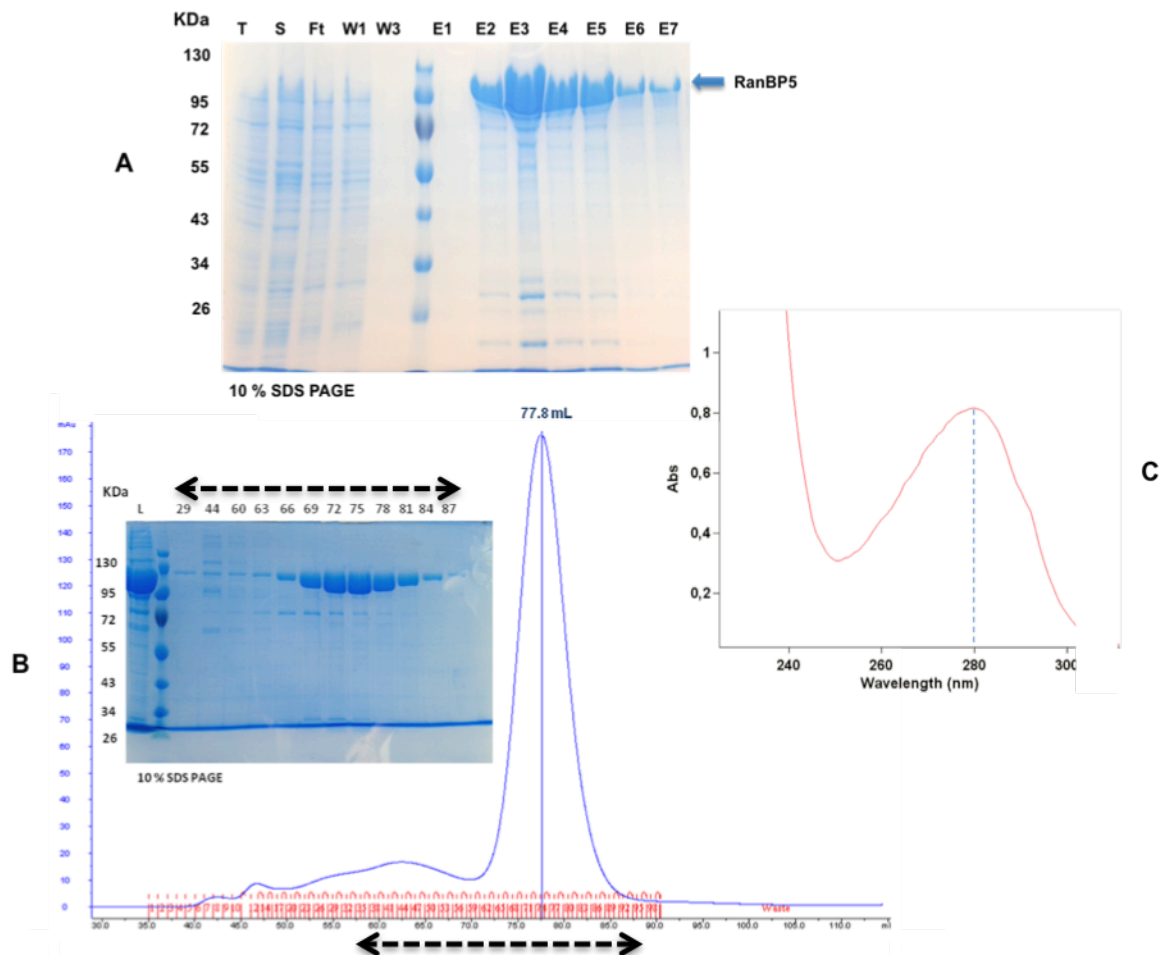 KDa T S Ft W1 W3 E1 E2 E3 E4 E5 E6 E7
130
RanBP5
95
72
A
55
43
34
26
10 % SDS PAGE
77.8 mL
mAu
170
160
150
140
130
120
110
100
90
80
70
60
50
40
30
20
10
0
KDa
L 29 44 60 63 66 69 72 75 78 81 84 87
130
95
72
55
43
34
26
10 % SDS PAGE
B
Waste
30.0 35.0 40.0 45.0 50.0 55.0 60.0 65.0 70.0 75.0 80.0 85.0 90.0 95.0 100.0 105.0 110.0
1
0,8
0,6
0,4
0,2
Abs
C
240 260 280 300
Wavelength (nm)